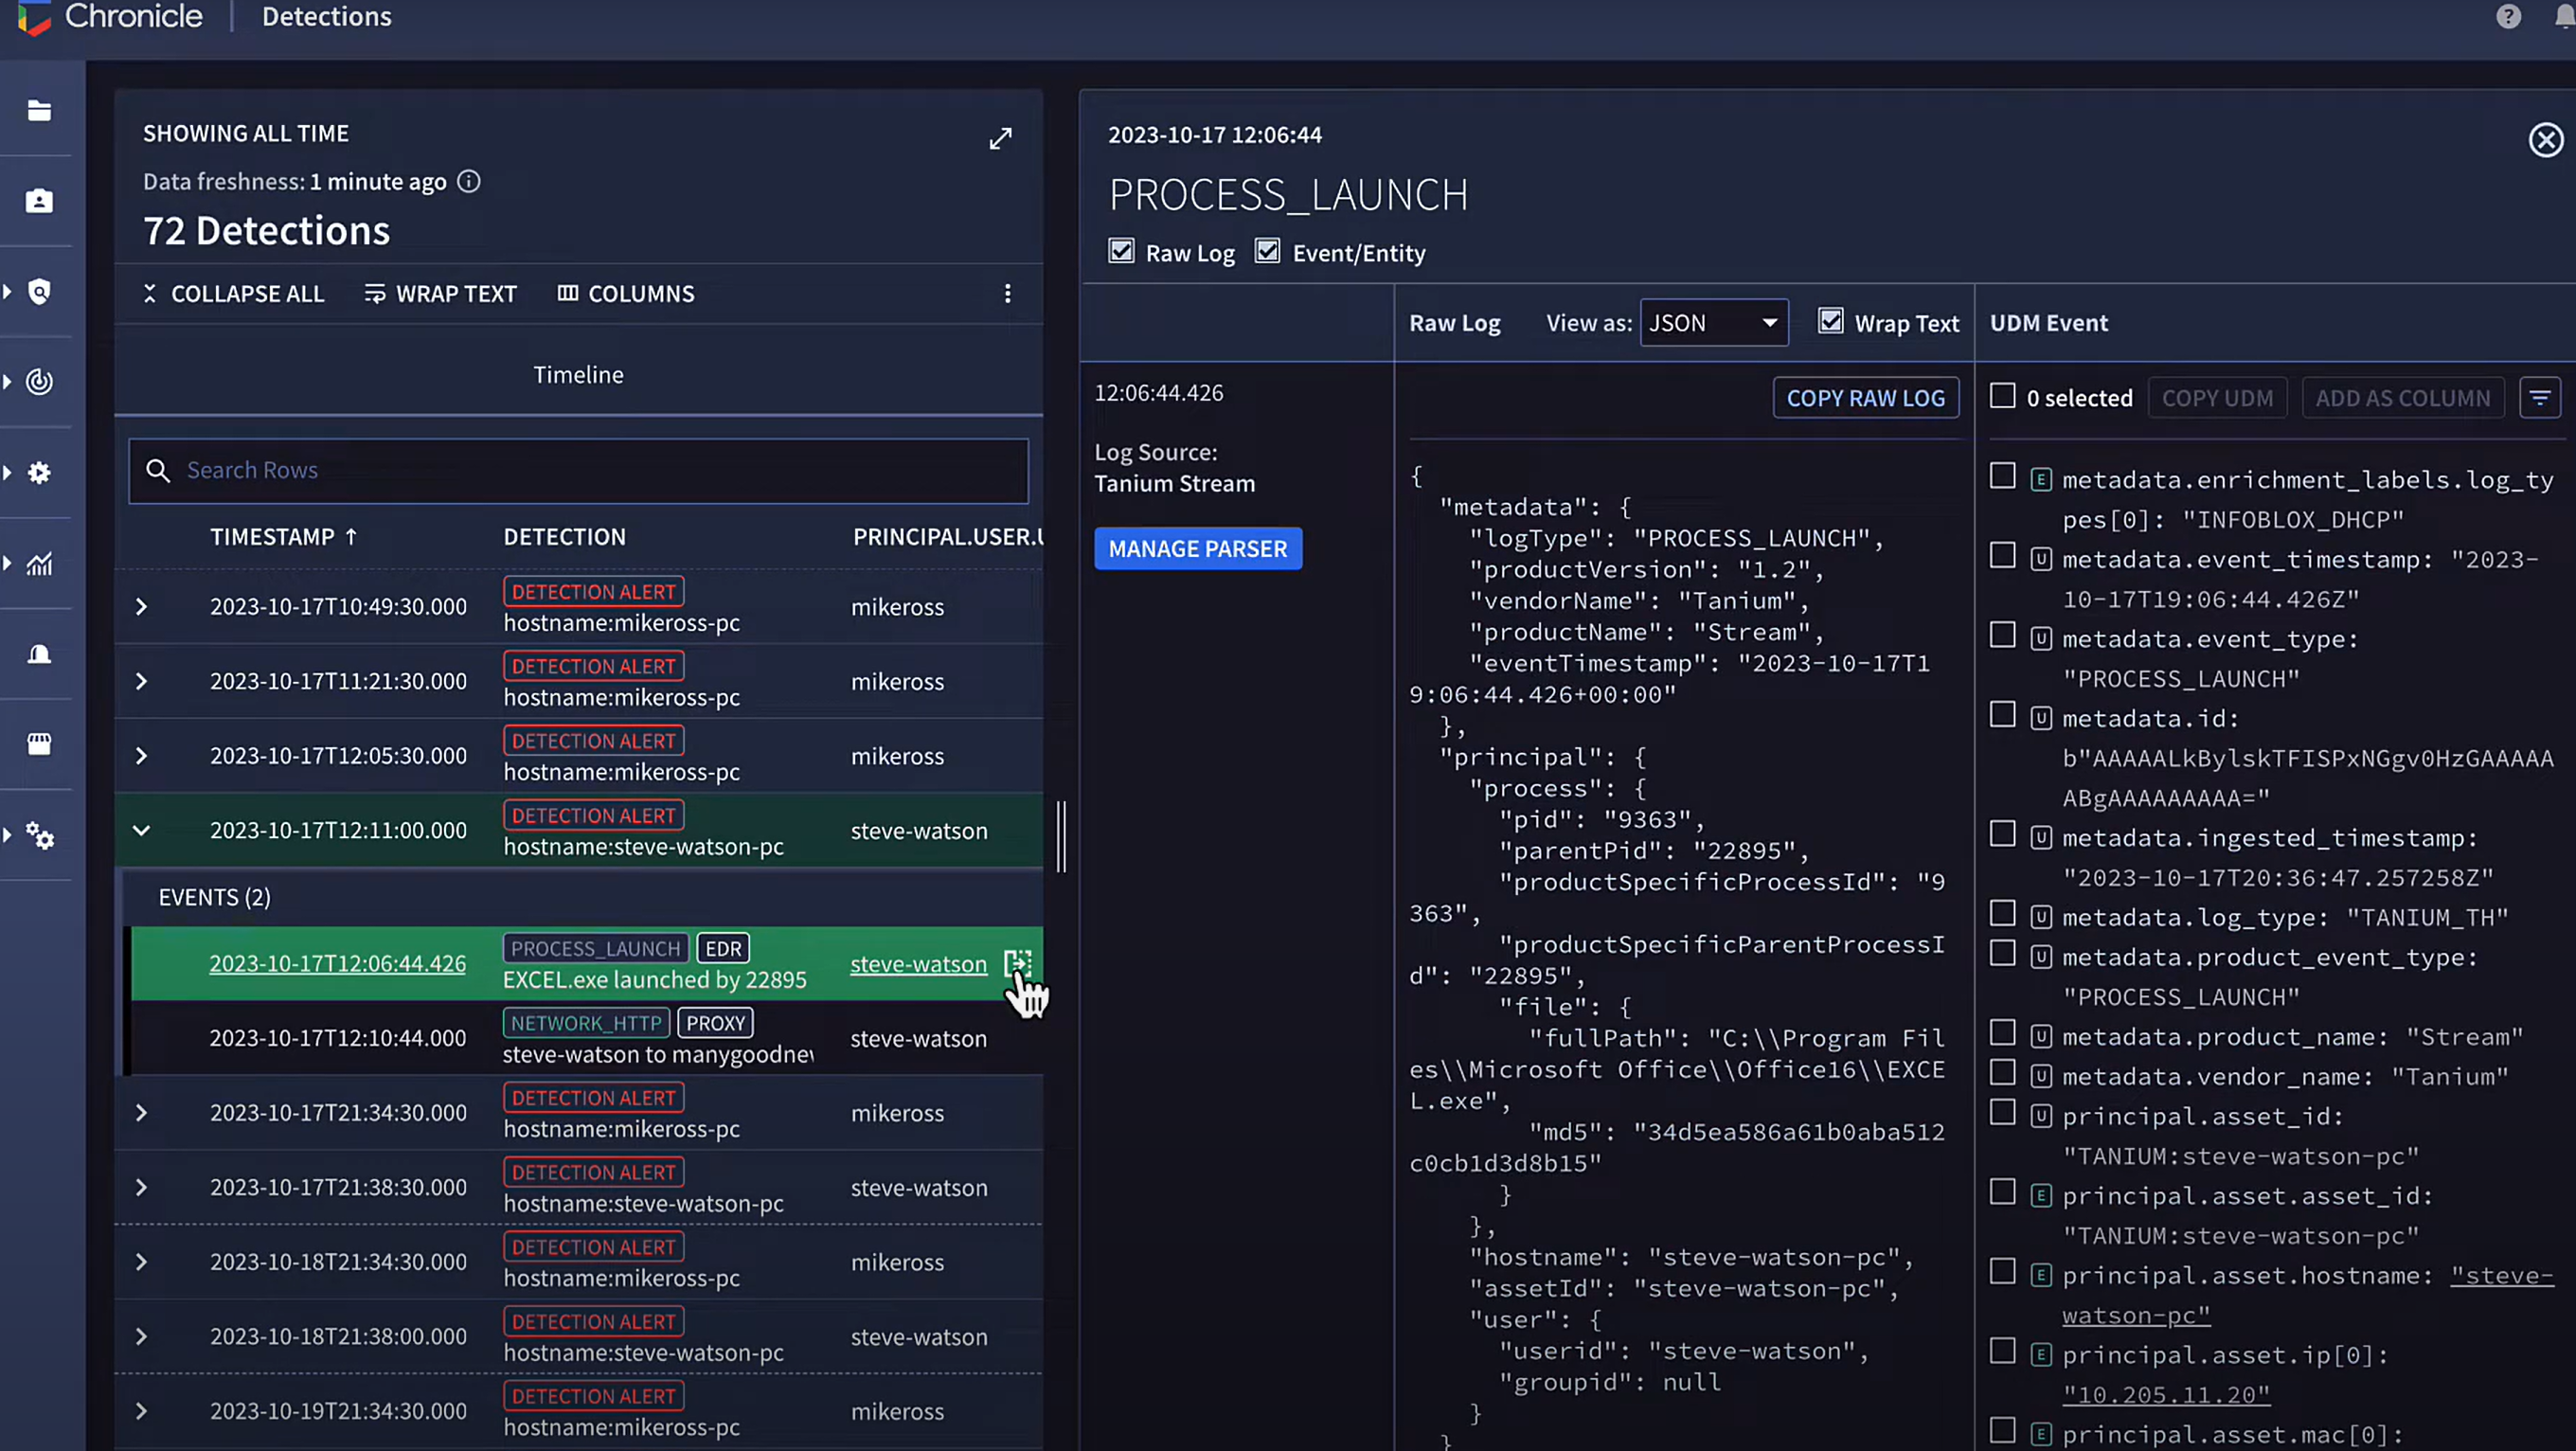 Chronicle
Detections
SHOWING ALL TIME
Data freshness: 1 minute ago
72 Detections
COLLAPSE ALL
WRAP TEXT
COLUMNS
Timeline
Search Rows
TIMESTAMP ↑
DETECTION
PRINCIPAL.USER.U
2023-10-17T10:49:30.000
DETECTION ALERT
hostname:mikeross-pc
mikeross
2023-10-17T11:21:30.000
DETECTION ALERT
hostname:mikeross-pc
mikeross
2023-10-17T12:05:30.000
DETECTION ALERT
hostname:mikeross-pc
mikeross
2023-10-17T12:11:00.000
DETECTION ALERT
hostname:steve-watson-pc
steve-watson
EVENTS (2)
2023-10-17T12:06:44.426
PROCESS_LAUNCH EDR
EXCEL.exe launched by 22895
steve-watson
2023-10-17T12:10:44.000
NETWORK_HTTP PROXY
steve-watson to manygoodnew
steve-watson
2023-10-17T21:34:30.000
DETECTION ALERT
hostname:mikeross-pc
mikeross
2023-10-17T21:38:30.000
DETECTION ALERT
hostname:steve-watson-pc
steve-watson
2023-10-18T21:34:30.000
DETECTION ALERT
hostname:mikeross-pc
mikeross
2023-10-18T21:38:00.000
DETECTION ALERT
hostname:steve-watson-pc
steve-watson
2023-10-19T21:34:30.000
DETECTION ALERT
hostname:mikeross-pc
mikeross
2023-10-17 12:06:44
PROCESS_LAUNCH
Raw Log
Event/Entity
12:06:44.426
Log Source:
Tanium Stream
MANAGE PARSER
Raw Log
View as: JSON
Wrap Text
COPY RAW LOG
{
"metadata": {
"logType": "PROCESS_LAUNCH",
"productVersion": "1.2",
"vendorName": "Tanium",
"productName": "Stream",
"eventTimestamp": "2023-10-17T1
9:06:44.426+00:00"
},
"principal": {
"process": {
"pid": "9363",
"parentPid": "22895",
"productSpecificProcessId": "9
363",
"productSpecificParentProcessI
d": "22895",
"file": {
"fullPath": "C:\\Program Fil
es\\Microsoft Office\\Office16\\EXCE
L.exe",
"md5": "34d5ea586a61b0aba512
c0cb1d3d8b15"
}
},
"hostname": "steve-watson-pc",
"assetId": "steve-watson-pc",
"user": {
"userid": "steve-watson",
"groupid": null
}
}
UDM Event
0 selected
COPY UDM
ADD AS COLUMN
E metadata.enrichment_labels.log_ty
pes[0]: "INFOBLOX_DHCP"
U metadata.event_timestamp: "2023-
10-17T19:06:44.426Z"
U metadata.event_type:
"PROCESS_LAUNCH"
U metadata.id:
b"AAAAALkBylskTFISPxNGgv0HzGAAAAA
ABgAAAAAAAAA="
U metadata.ingested_timestamp:
"2023-10-17T20:36:47.257258Z"
U metadata.log_type: "TANIUM_TH"
U metadata.product_event_type:
"PROCESS_LAUNCH"
U metadata.product_name: "Stream"
U metadata.vendor_name: "Tanium"
U principal.asset_id:
"TANIUM:steve-watson-pc"
E principal.asset.asset_id:
"TANIUM:steve-watson-pc"
E principal.asset.hostname: "steve-
watson-pc"
E principal.asset.ip[0]:
"10.205.11.20"
E principal.asset.mac[0]: